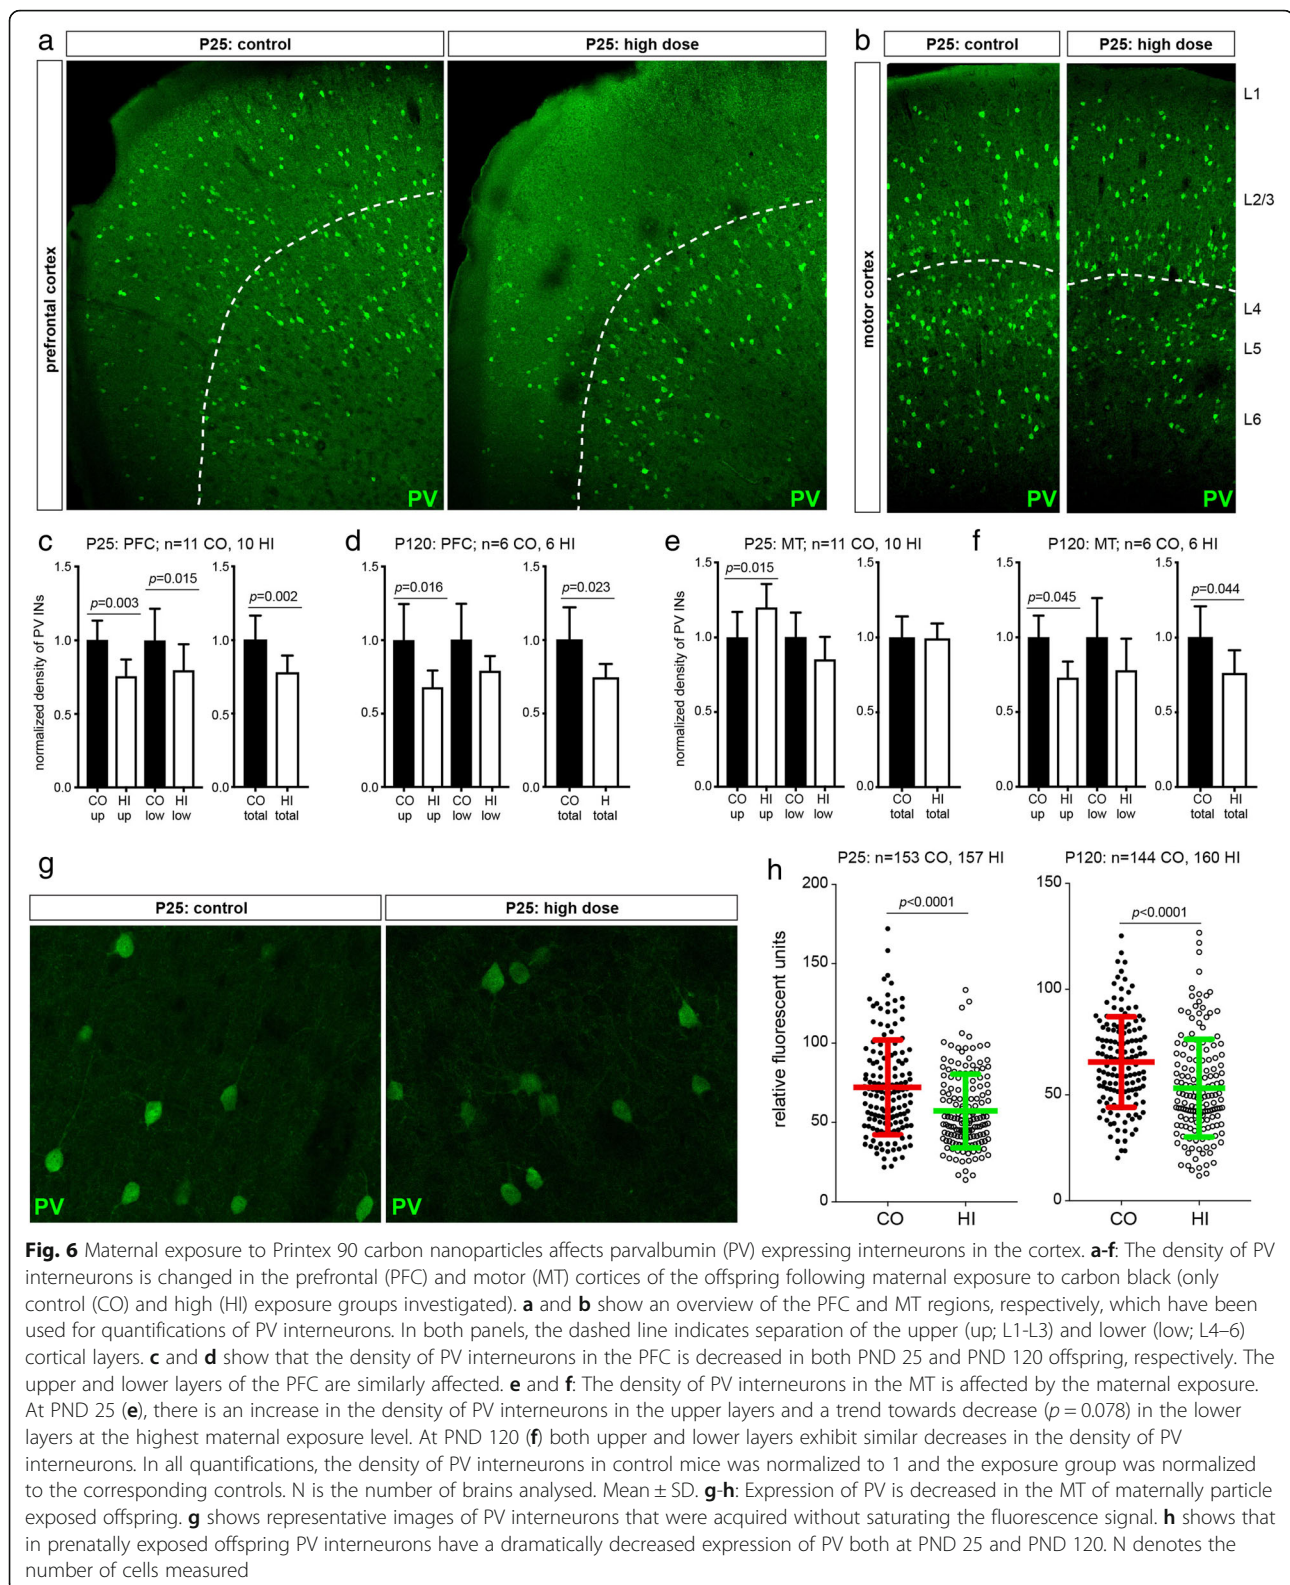 a
P25: control
P25: high dose
b
P25: control
P25: high dose
prefrontal cortex
motor cortex
L1
L2/3
L4
L5
L6
PV
PV
PV
PV
c
P25: PFC; n=11 CO, 10 HI
normalized density of PV INs
1.5
1.0
0.5
0.0
p=0.003
p=0.015
CO up
HI up
CO low
HI low
1.5
1.0
0.5
0.0
p=0.002
CO total
HI total
d
P120: PFC; n=6 CO, 6 HI
1.5
1.0
0.5
0.0
p=0.016
CO up
HI up
CO low
HI low
1.5
1.0
0.5
0.0
p=0.023
CO total
H total
e
P25: MT; n=11 CO, 10 HI
normalized density of PV INs
1.5
1.0
0.5
0.0
p=0.015
CO up
HI up
CO low
HI low
1.5
1.0
0.5
0.0
CO total
HI total
f
P120: MT; n=6 CO, 6 HI
1.5
1.0
0.5
0.0
p=0.045
CO up
HI up
CO low
HI low
1.5
1.0
0.5
0.0
p=0.044
CO total
HI total
g
P25: control
P25: high dose
PV
PV
h
P25: n=153 CO, 157 HI
relative fluorescent units
200
150
100
50
0
p<0.0001
CO
HI
P120: n=144 CO, 160 HI
150
100
50
0
p<0.0001
CO
HI
Fig. 6 Maternal exposure to Printex 90 carbon nanoparticles affects parvalbumin (PV) expressing interneurons in the cortex. a-f: The density of PV
interneurons is changed in the prefrontal (PFC) and motor (MT) cortices of the offspring following maternal exposure to carbon black (only
control (CO) and high (HI) exposure groups investigated). a and b show an overview of the PFC and MT regions, respectively, which have been
used for quantifications of PV interneurons. In both panels, the dashed line indicates separation of the upper (up; L1-L3) and lower (low; L4–6)
cortical layers. c and d show that the density of PV interneurons in the PFC is decreased in both PND 25 and PND 120 offspring, respectively. The
upper and lower layers of the PFC are similarly affected. e and f: The density of PV interneurons in the MT is affected by the maternal exposure.
At PND 25 (e), there is an increase in the density of PV interneurons in the upper layers and a trend towards decrease (p = 0.078) in the lower
layers at the highest maternal exposure level. At PND 120 (f) both upper and lower layers exhibit similar decreases in the density of PV
interneurons. In all quantifications, the density of PV interneurons in control mice was normalized to 1 and the exposure group was normalized
to the corresponding controls. N is the number of brains analysed. Mean ± SD. g-h: Expression of PV is decreased in the MT of maternally particle
exposed offspring. g shows representative images of PV interneurons that were acquired without saturating the fluorescence signal. h shows that
in prenatally exposed offspring PV interneurons have a dramatically decreased expression of PV both at PND 25 and PND 120. N denotes the
number of cells measured